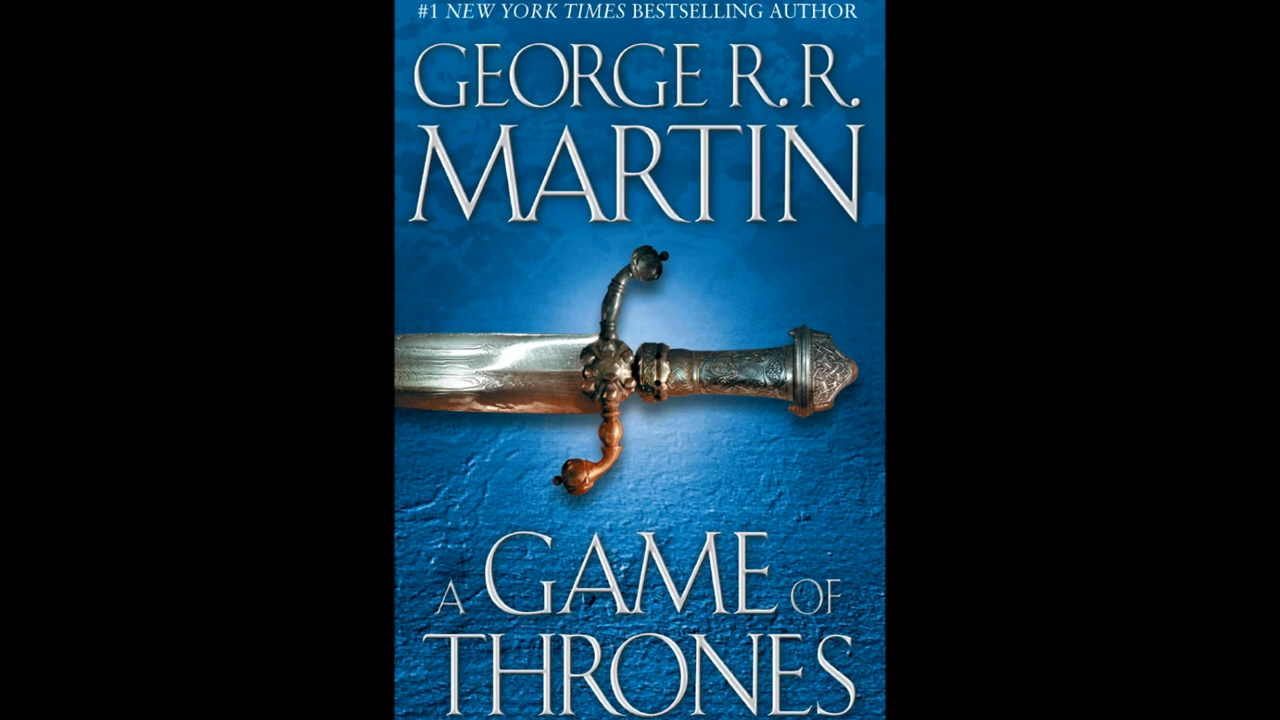 #1 NEW YORK TIMES BESTSELLING AUTHOR
GEORGE R. R.
MARTIN
A GAME OF
THRONES